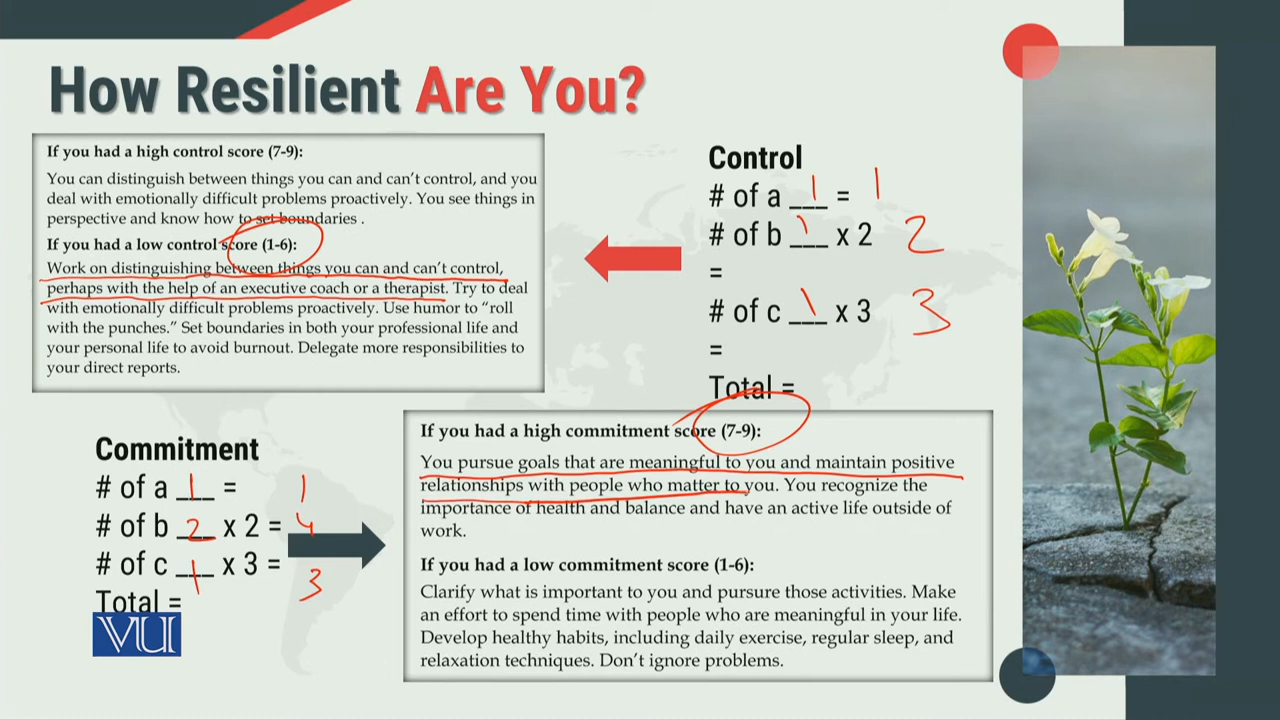 How Resilient Are You?
If you had a high control score (7-9):
You can distinguish between things you can and can't control, and you
deal with emotionally difficult problems proactively. You see things in
perspective and know how to set boundaries .
If you had a low control score (1-6):
Work on distinguishing between things you can and can't control,
perhaps with the help of an executive coach or a therapist. Try to deal
with emotionally difficult problems proactively. Use humor to “roll
with the punches.” Set boundaries in both your professional life and
your personal life to avoid burnout. Delegate more responsibilities to
your direct reports.
Control
# of a 1 = 1
# of b 1 x 2 2
=
# of c 1 x 3 3
=
Total =
Commitment
# of a 1 = 1
# of b 2 x 2 = 4
# of c 1 x 3 = 3
Total =
VU
If you had a high commitment score (7-9):
You pursue goals that are meaningful to you and maintain positive
relationships with people who matter to you. You recognize the
importance of health and balance and have an active life outside of
work.
If you had a low commitment score (1-6):
Clarify what is important to you and pursure those activities. Make
an effort to spend time with people who are meaningful in your life.
Develop healthy habits, including daily exercise, regular sleep, and
relaxation techniques. Don't ignore problems.